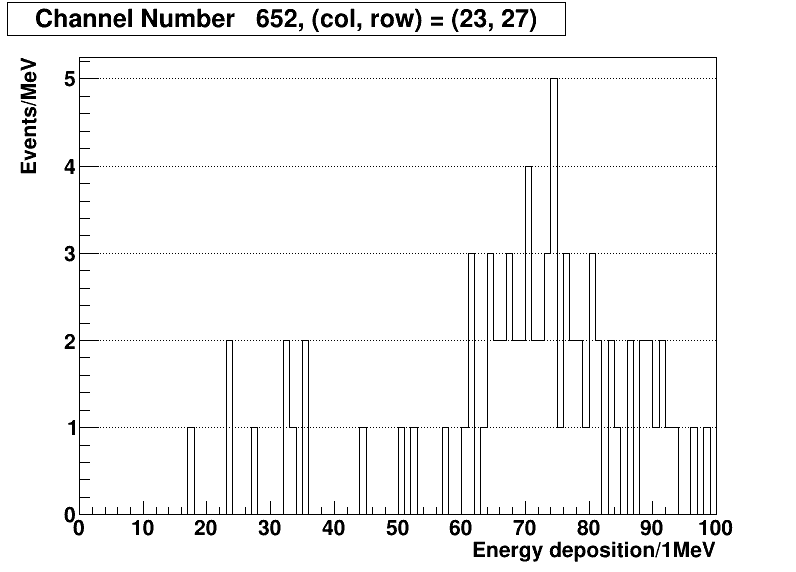 Channel Number 652, (col, row) = (23, 27)
Events/MeV
5
4
3
2
1
0
0 10 20 30 40 50 60 70 80 90 100
Energy deposition/1MeV